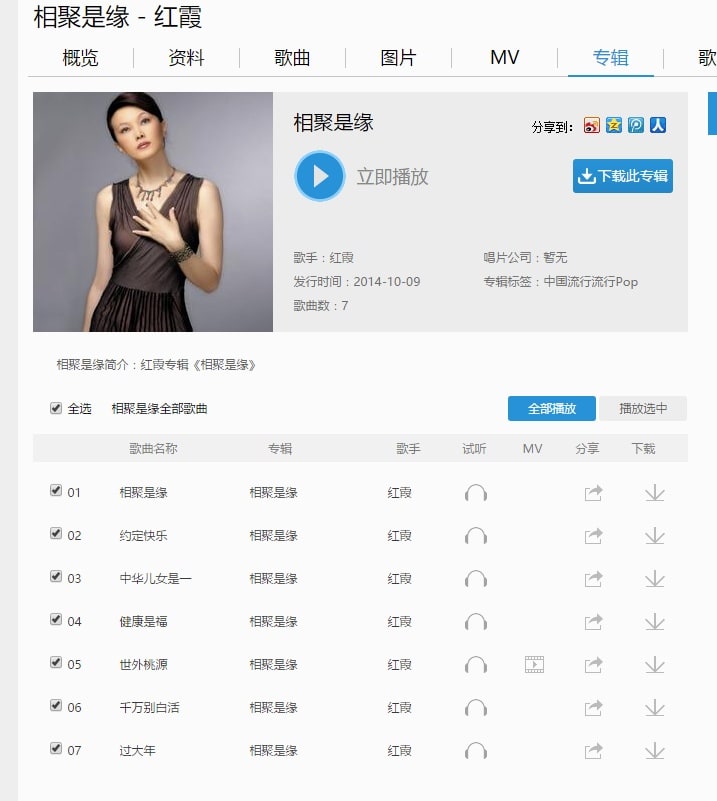 相聚是缘 - 红霞
概览 资料 歌曲 图片 MV 专辑 歌
相聚是缘
分享到：
立即播放
下载此专辑
歌手：红霞 唱片公司：暂无
发行时间：2014-10-09 专辑标签：中国流行流行Pop
歌曲数：7
相聚是缘简介：红霞专辑《相聚是缘》
全选 相聚是缘全部歌曲 全部播放 播放选中
歌曲名称 专辑 歌手 试听 MV 分享 下载
01 相聚是缘 相聚是缘 红霞
02 约定快乐 相聚是缘 红霞
03 中华儿女是一 相聚是缘 红霞
04 健康是福 相聚是缘 红霞
05 世外桃源 相聚是缘 红霞
06 千万别白活 相聚是缘 红霞
07 过大年 相聚是缘 红霞